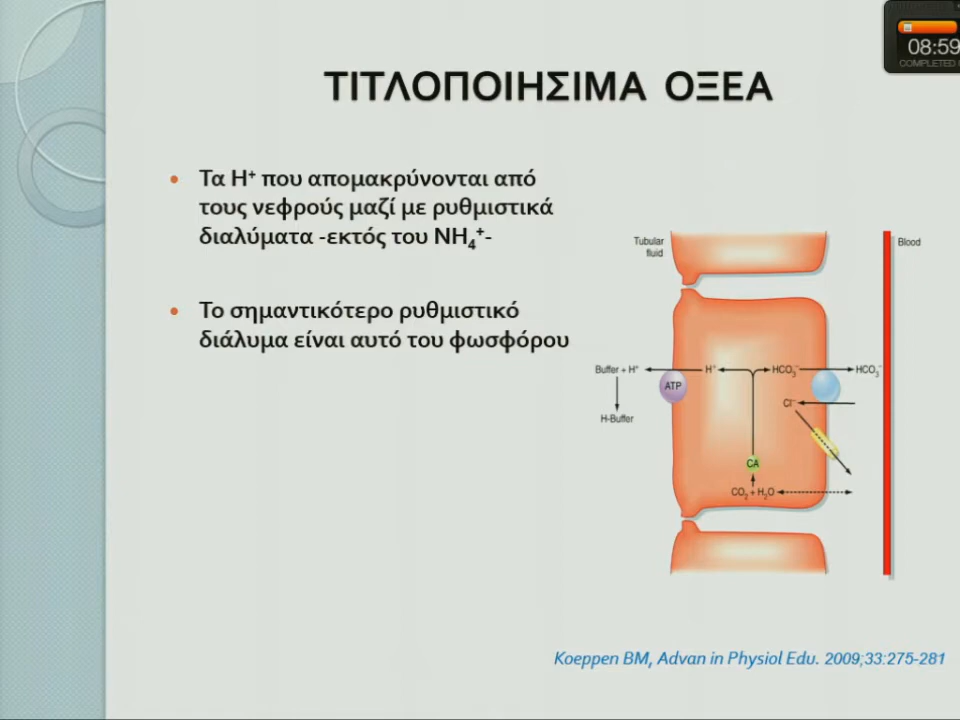 08:59
COMPLETED
ΤΙΤΛΟΠΟΙΗΣΙΜΑ ΟΞΕΑ
• Τα Η⁺ που απομακρύνονται από
τους νεφρούς μαζί με ρυθμιστικά
διαλύματα -εκτός του NH₄⁺-
• Το σημαντικότερο ρυθμιστικό
διάλυμα είναι αυτό του φωσφόρου
Tubular
fluid
Blood
Buffer + H⁺
ATP
H⁺
HCO₃⁻
HCO₃⁻
Cl⁻
H-Buffer
CA
CO₂ + H₂O
Koeppen BM, Advan in Physiol Edu. 2009;33:275-281